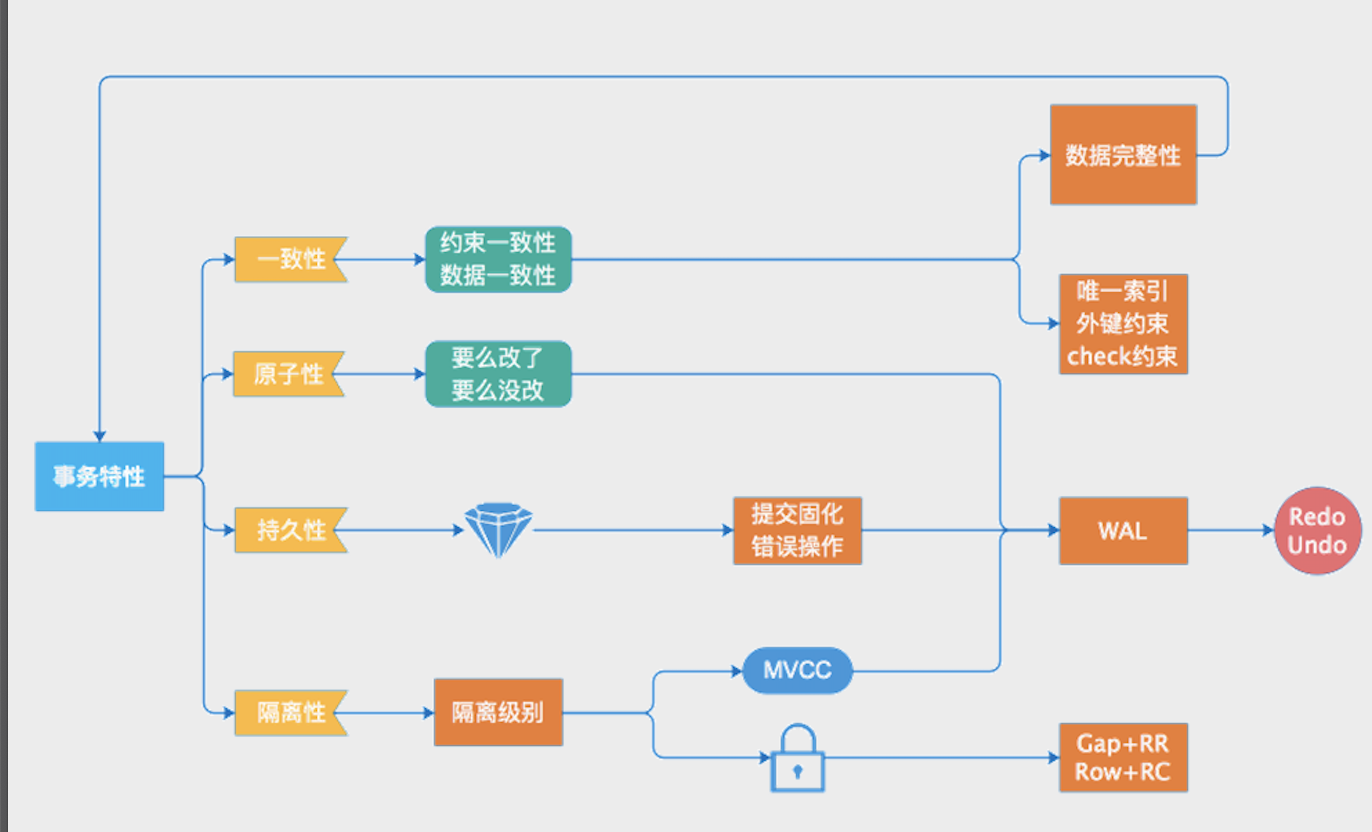 数据完整性
一致性
约束一致性
数据一致性
唯一索引
外键约束
check约束
原子性
要么改了
要么没改
事务特性
持久性
提交固化
错误操作
WAL
Redo
Undo
隔离性
隔离级别
MVCC
Gap+RR
Row+RC